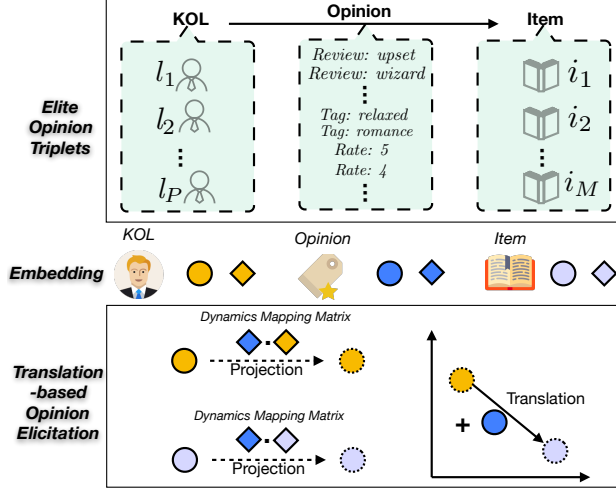 KOL
Opinion
Item
Elite
Opinion
Triplets
l1
l2
lP
Review: upset
Review: wizard
Tag: relaxed
Tag: romance
Rate: 5
Rate: 4
i1
i2
iM
KOL
Opinion
Item
Embedding
Translation
-based
Opinion
Elicitation
Dynamics Mapping Matrix
Projection
Dynamics Mapping Matrix
Projection
Translation
+